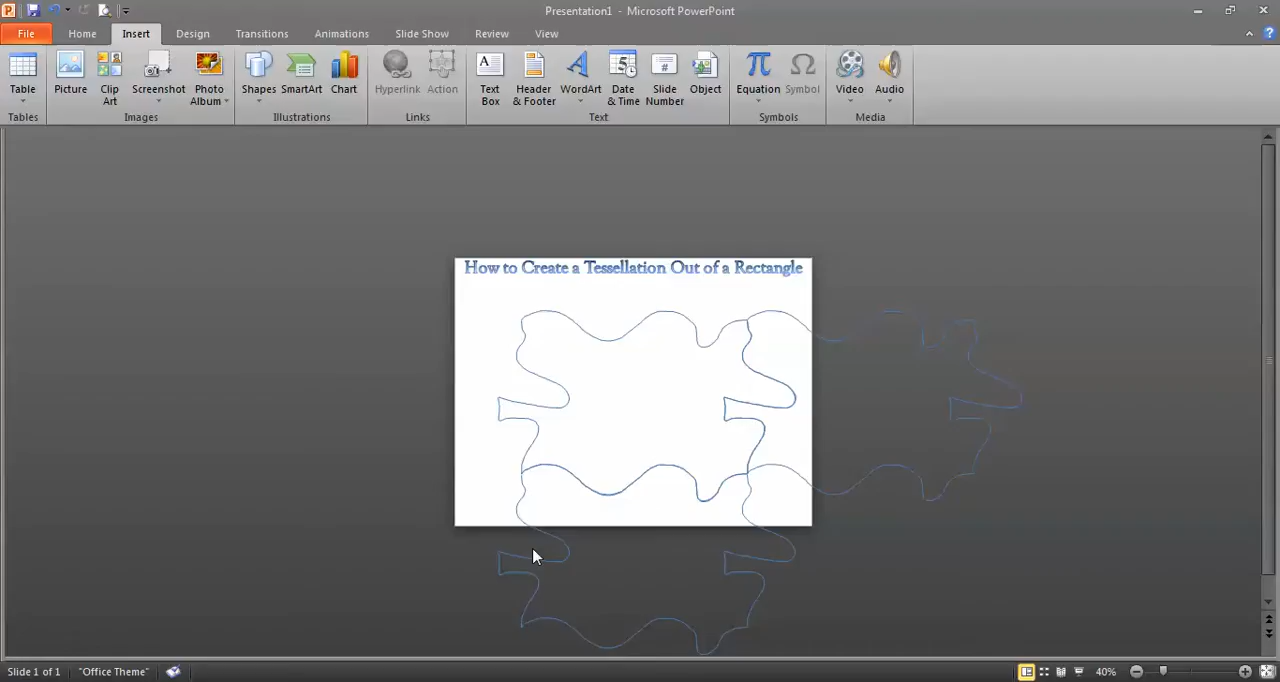 Presentation1 - Microsoft PowerPoint
File Home Insert Design Transitions Animations Slide Show Review View
Table Picture Clip Art Screenshot Photo Album Shapes SmartArt Chart Hyperlink Action Text Box Header & Footer WordArt Date & Time Slide Number Object Equation Symbol Video Audio
Tables Images Illustrations Links Text Symbols Media
How to Create a Tessellation Out of a Rectangle
Slide 1 of 1 "Office Theme" 40%